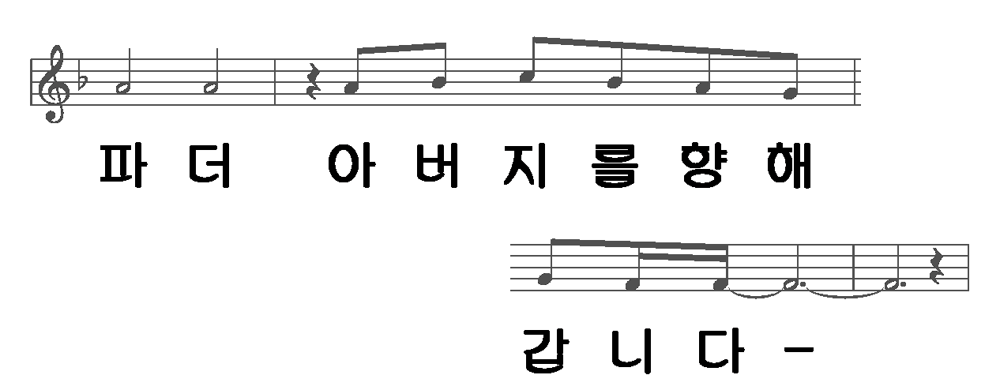 파 더 아 버 지 를 향 해
갑 니 다 -